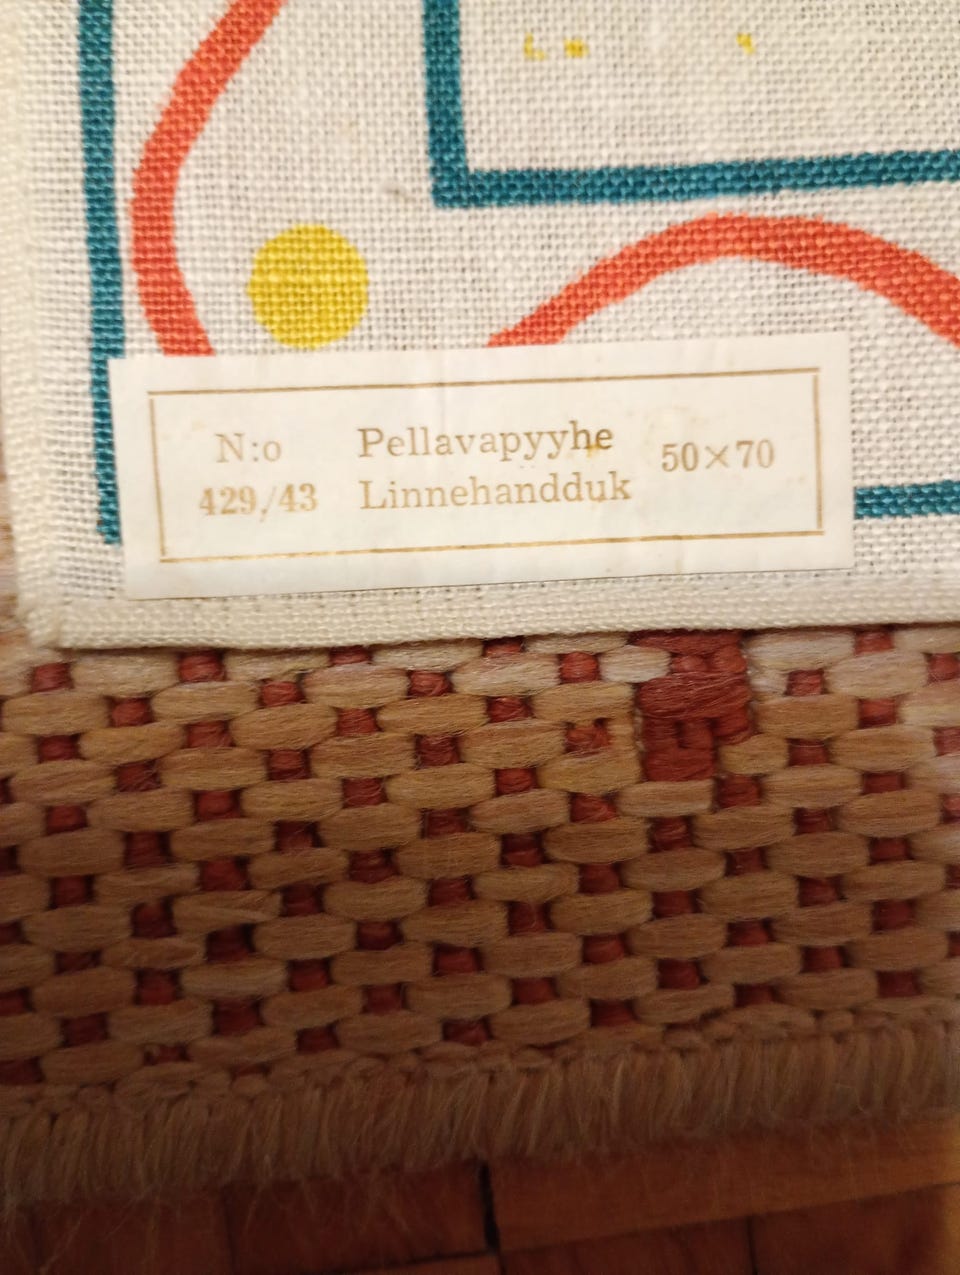 N:o
429/43
Pellavapyyhe
Linnehandduk
50×70